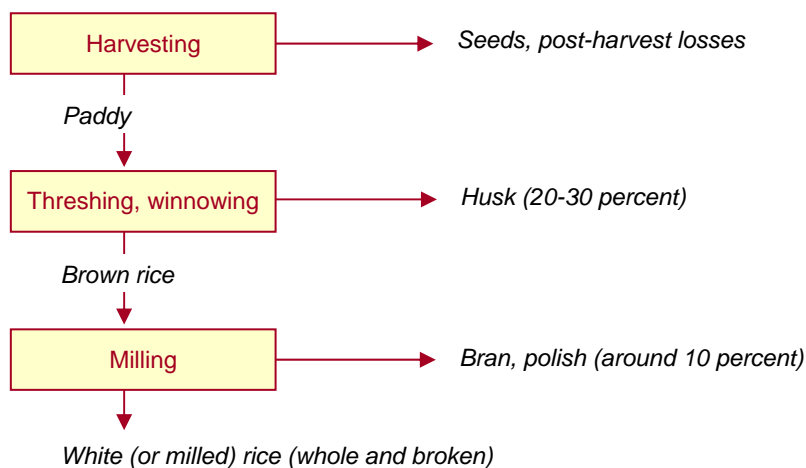 Harvesting
Seeds, post-harvest losses
Paddy
Threshing, winnowing
Husk (20-30 percent)
Brown rice
Milling
Bran, polish (around 10 percent)
White (or milled) rice (whole and broken)